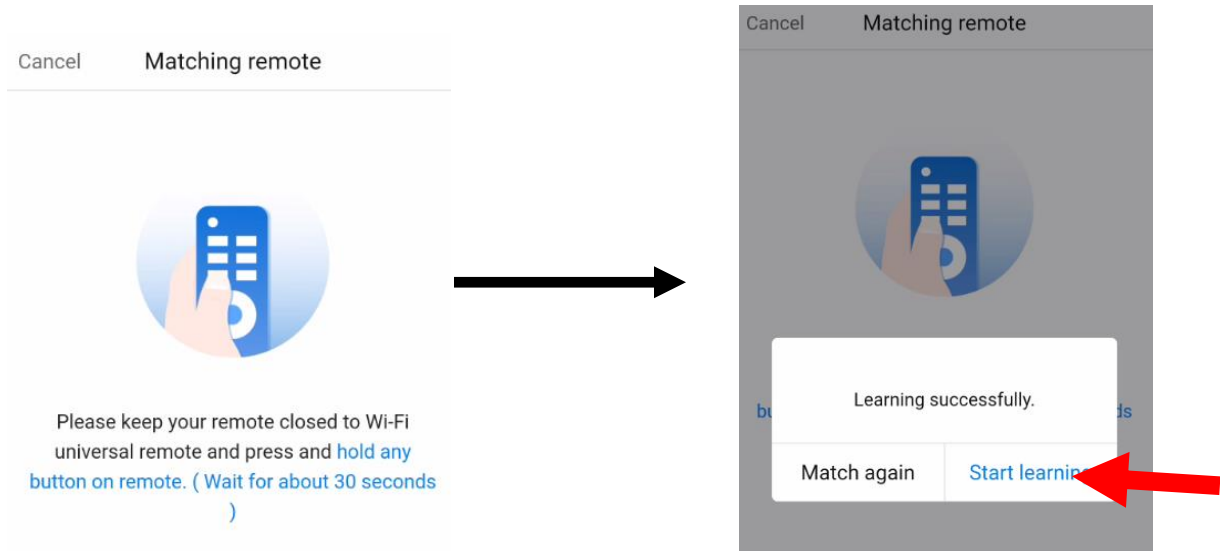 Cancel Matching remote
Please keep your remote closed to Wi-Fi
universal remote and press and hold any
button on remote. ( Wait for about 30 seconds
)
Cancel Matching remote
Learning successfully.
Match again Start learning